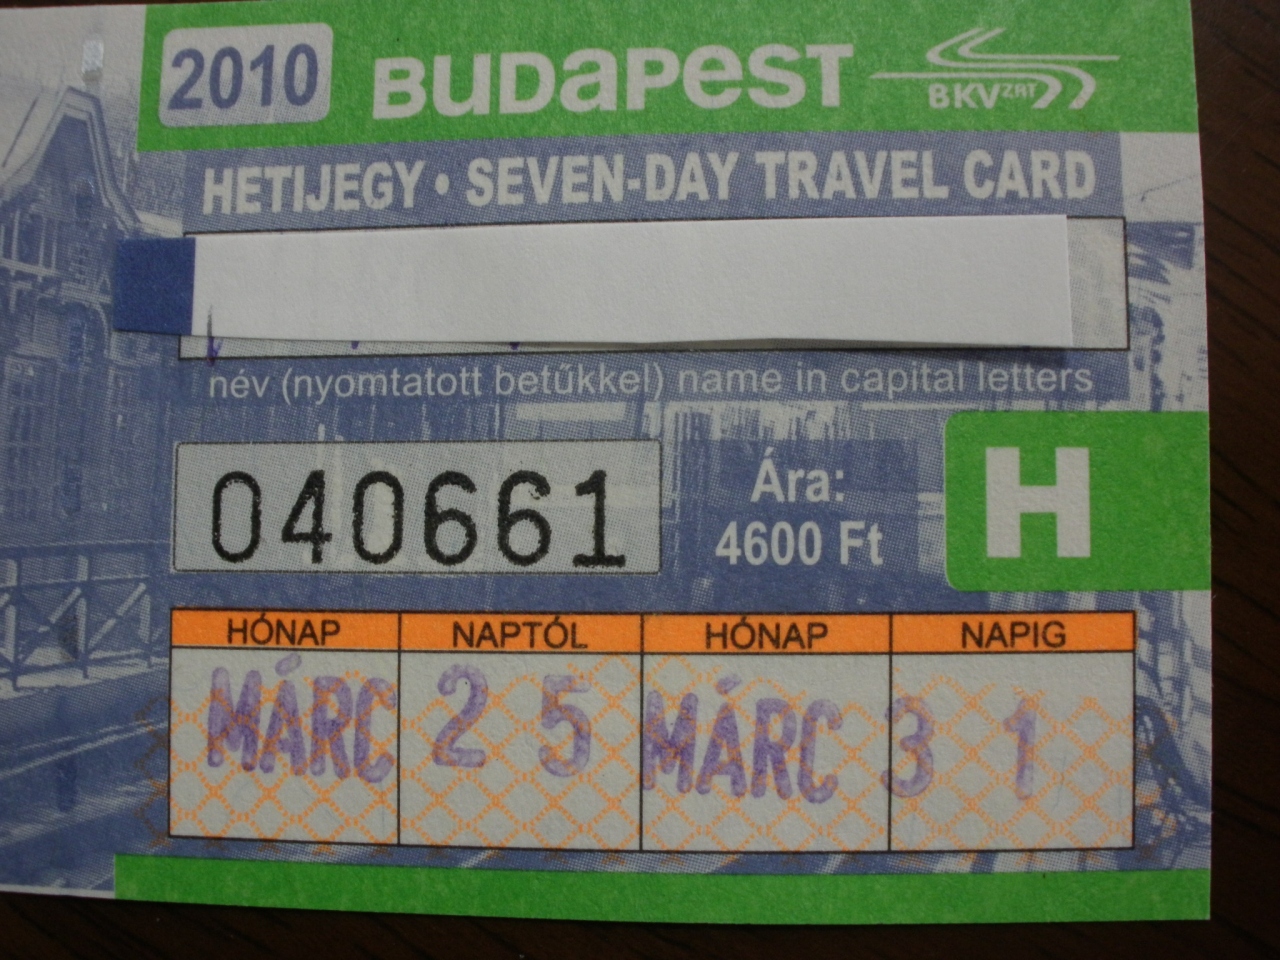 2010 BUDAPEST BKV ZRT
HETIJEGY • SEVEN-DAY TRAVEL CARD
név (nyomtatott betűkkel) name in capital letters
040661
Ára:
4600 Ft
H
HÓNAP NAPTÓL HÓNAP NAPIG
MÁRC 25 MÁRC 31